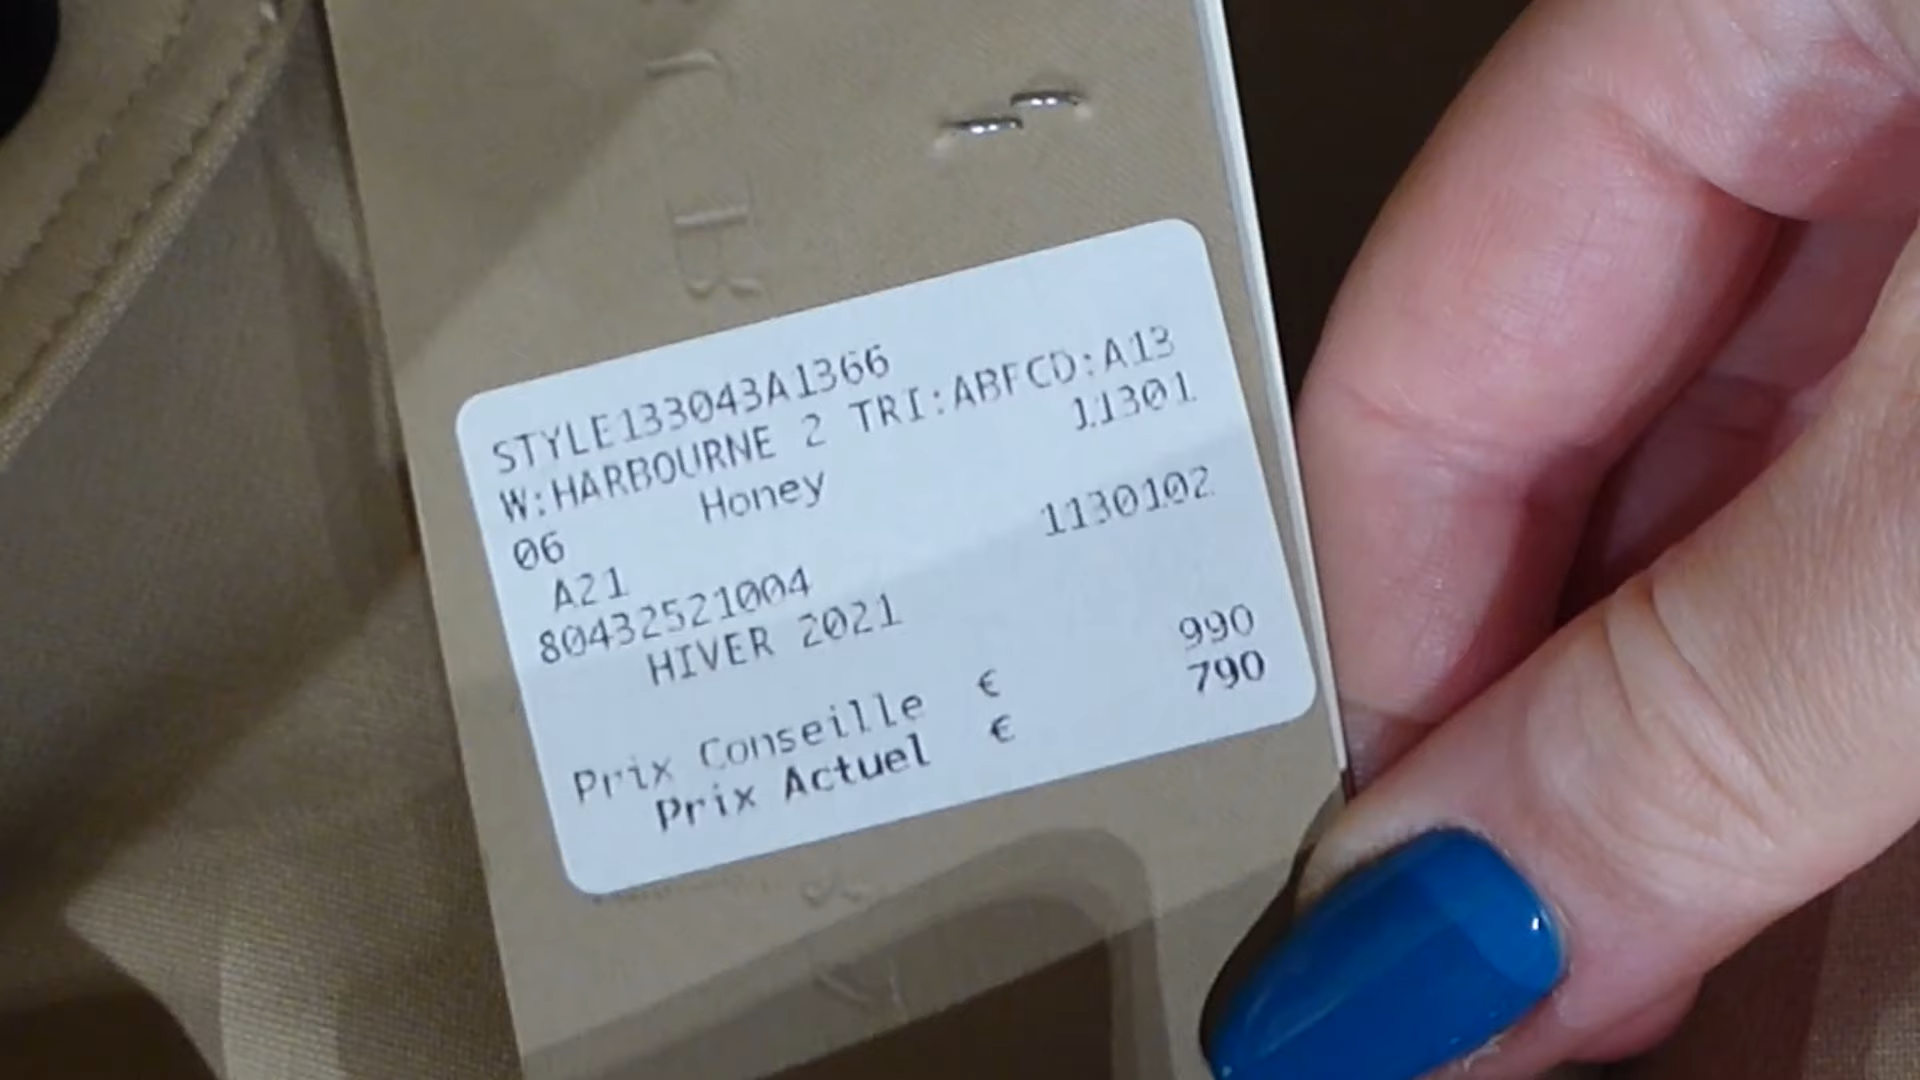 STYLE133043A1366
W:HARBOURNE 2 TRI:ABFCD:A13
Honey 11301
06
A21 1130102
80432521004
HIVER 2021
Prix Conseille € 990
Prix Actuel € 790